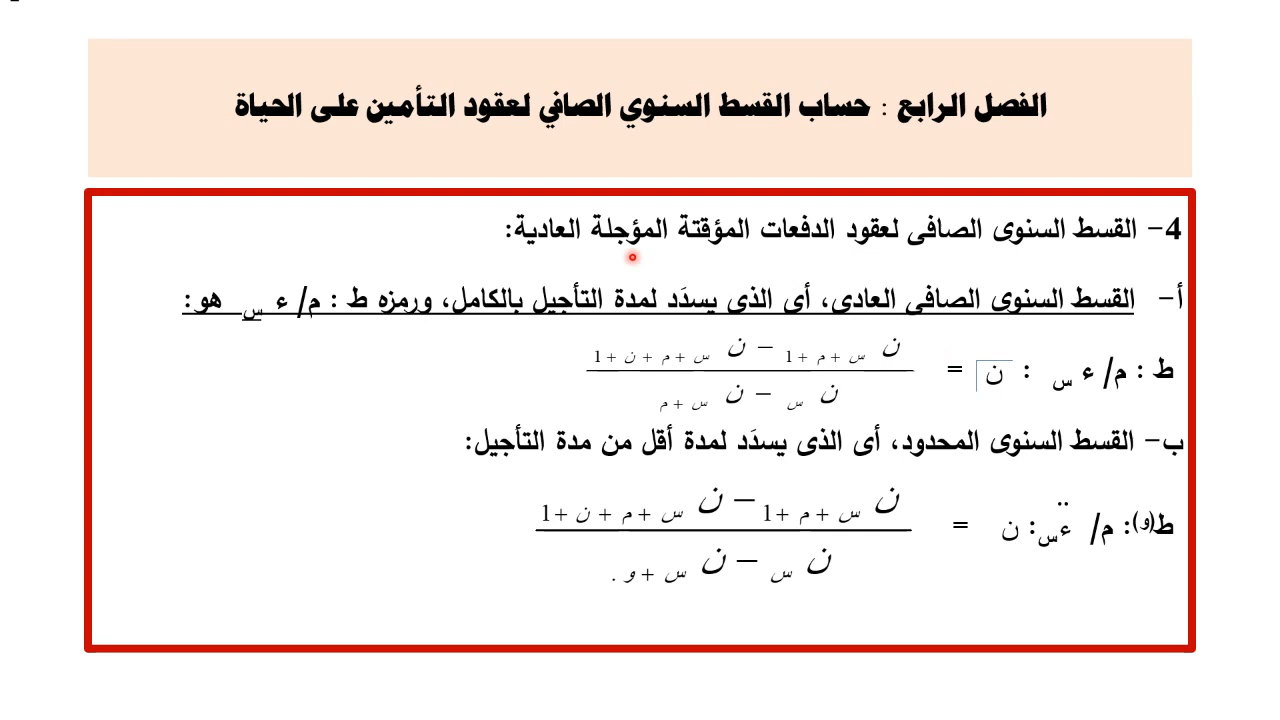 الفصل الرابع : حساب القسط السنوي الصافي لعقود التأمين على الحياة
4- القسط السنوى الصافى لعقود الدفعات المؤقتة المؤجلة العادية:
أ- القسط السنوى الصافى العادى، أى الذى يسدَد لمدة التأجيل بالكامل، ورمزه ط : م/ ء س هو:
ن س + م +1 − ن س + م + ن +1
ط : م/ ء س : ن =
ن س − ن س + م
ب- القسط السنوى المحدود، أى الذى يسدَد لمدة أقل من مدة التأجيل:
ن س + م +1 − ن س + م + ن +1
ط(و): م/ ء̈س: ن =
ن س − ن س + و .